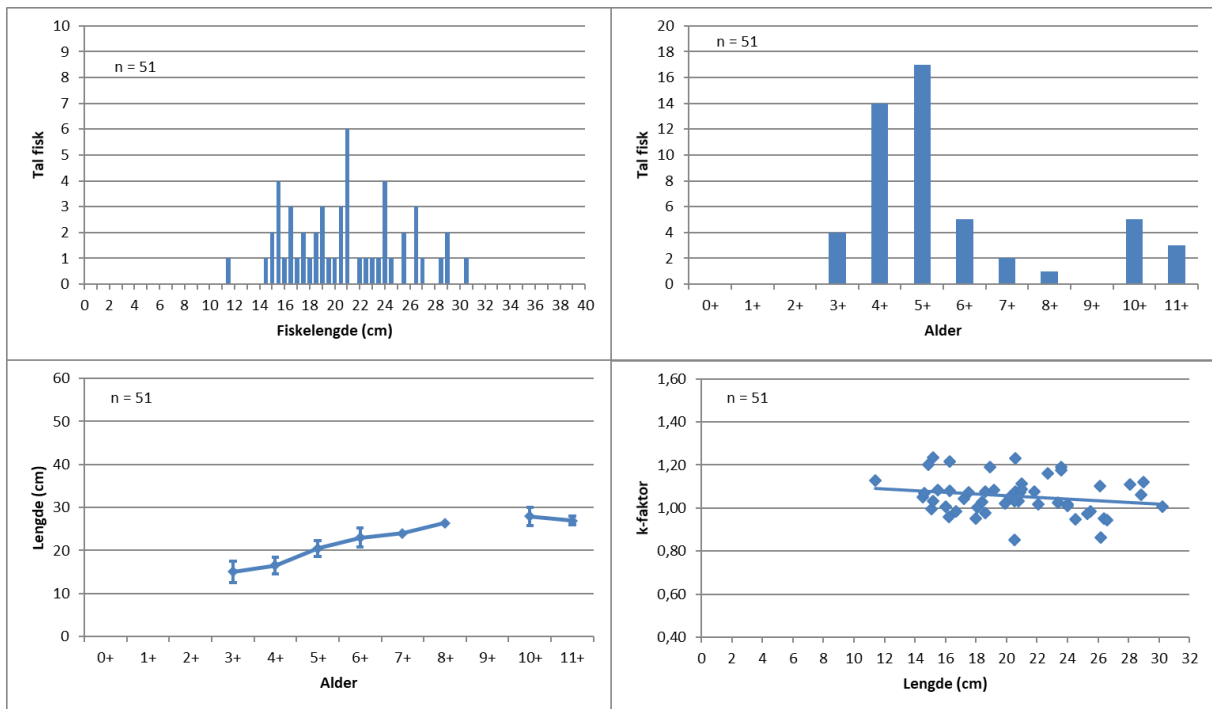 10
9
8
7
6
5
4
3
2
1
0
Tal fisk
n = 51
0 2 4 6 8 10 12 14 16 18 20 22 24 26 28 30 32 34 36 38 40
Fiskelengde (cm)
20
18
16
14
12
10
8
6
4
2
0
Tal fisk
n = 51
0+ 1+ 2+ 3+ 4+ 5+ 6+ 7+ 8+ 9+ 10+ 11+
Alder
60
50
40
30
20
10
0
Lengde (cm)
n = 51
0+ 1+ 2+ 3+ 4+ 5+ 6+ 7+ 8+ 9+ 10+ 11+
Alder
1,60
1,40
1,20
1,00
0,80
0,60
0,40
k-faktor
n = 51
0 2 4 6 8 10 12 14 16 18 20 22 24 26 28 30 32
Lengde (cm)